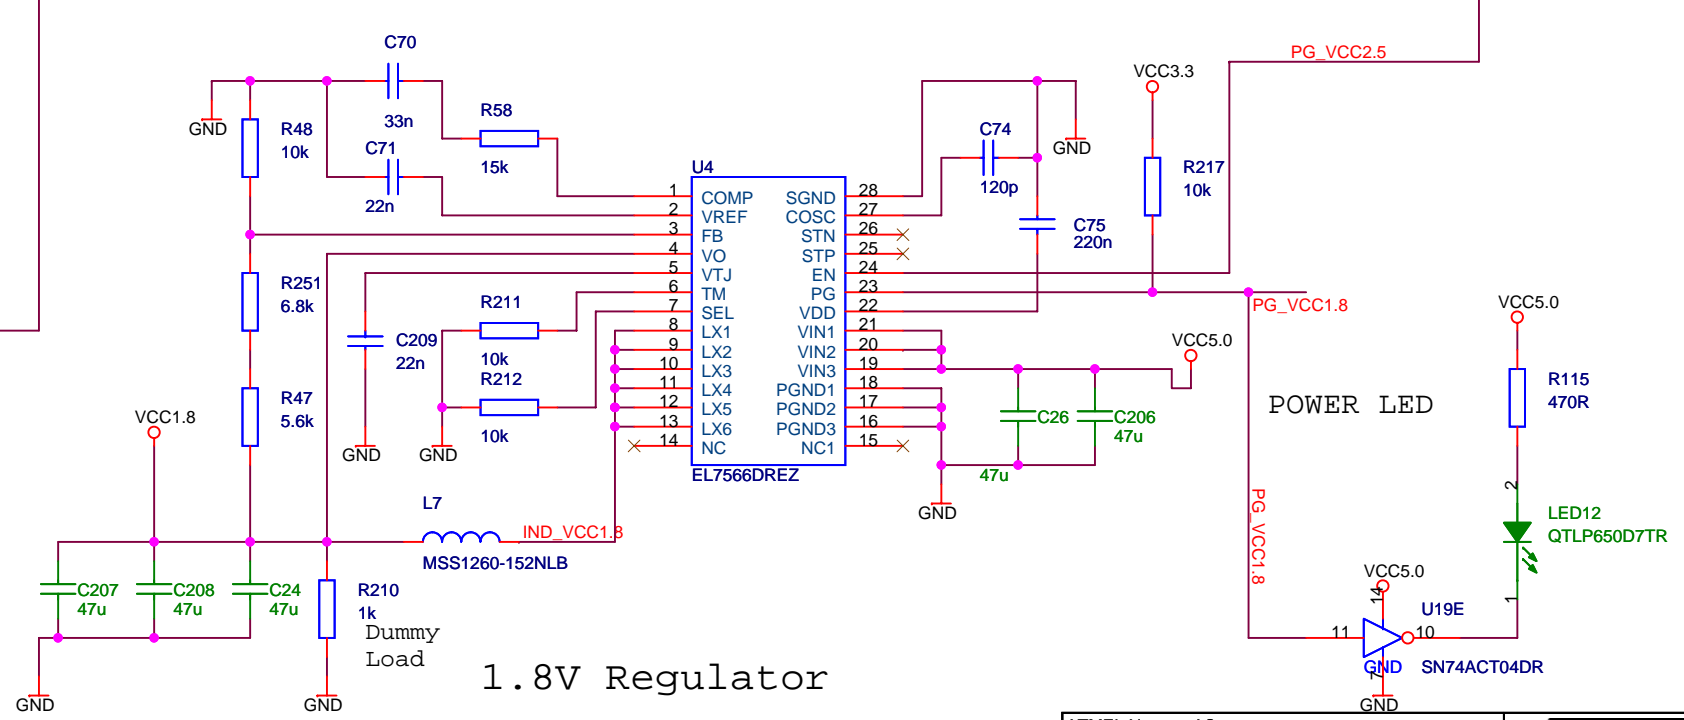 C70
33n
C71
22n
GND
R48
10k
R58
15k
R251
6.8k
R47
5.6k
C209
22n
GND
R211
10k
R212
10k
GND
VCC1.8
L7
MSS1260-152NLB
IND_VCC1.8
C207
47u
C208
47u
C24
47u
R210
1k
Dummy
Load
GND
GND
1.8V Regulator
U4
1 COMP SGND 28
2 VREF COSC 27
3 FB STN 26
4 VO STP 25
5 VTJ EN 24
6 TM PG 23
7 SEL VDD 22
8 LX1 VIN1 21
9 LX2 VIN2 20
10 LX3 VIN3 19
11 LX4 PGND1 18
12 LX5 PGND2 17
13 LX6 PGND3 16
14 NC NC1 15
EL7566DREZ
C74
120p
GND
C75
220n
VCC3.3
R217
10k
PG_VCC2.5
PG_VCC1.8
VCC5.0
C26
47u
C206
47u
GND
POWER LED
VCC5.0
R115
470R
2
LED12
QTLP650D7TR
1
PG_VCC1.8
VCC5.0
14
U19E
11
10
GND
7
SN74ACT04DR
GND